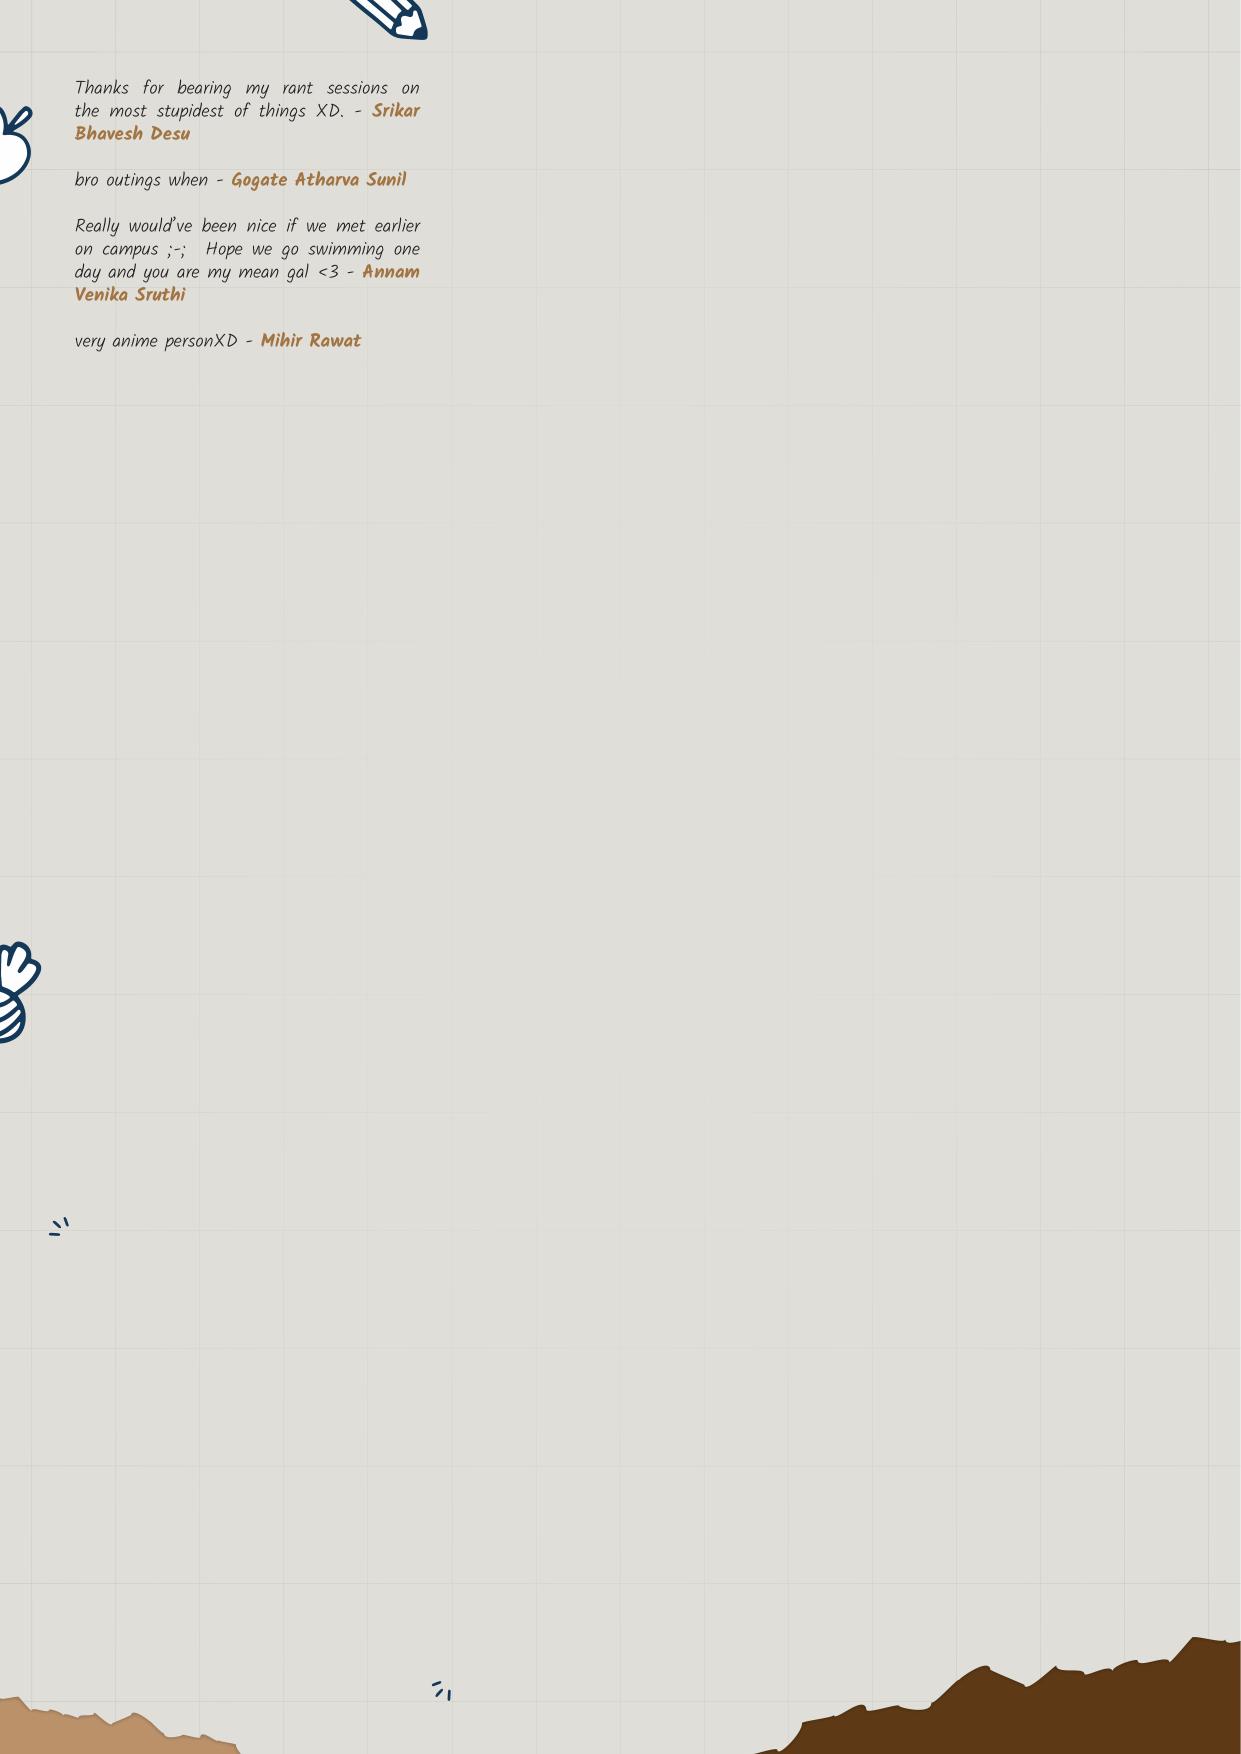 Thanks for bearing my rant sessions on
the most stupidest of things XD. - Srikar
Bhavesh Desu
bro outings when - Gogate Atharva Sunil
Really would've been nice if we met earlier
on campus ;-; Hope we go swimming one
day and you are my mean gal <3 - Annam
Venika Sruthi
very anime personXD - Mihir Rawat